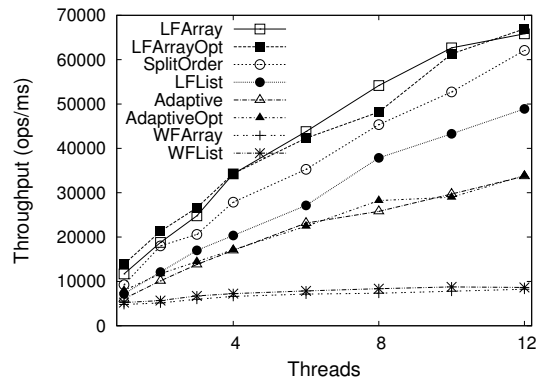 70000
60000
50000
40000
30000
20000
10000
0
Throughput (ops/ms)
LFArray
LFArrayOpt
SplitOrder
LFList
Adaptive
AdaptiveOpt
WFArray
WFList
4
8
12
Threads